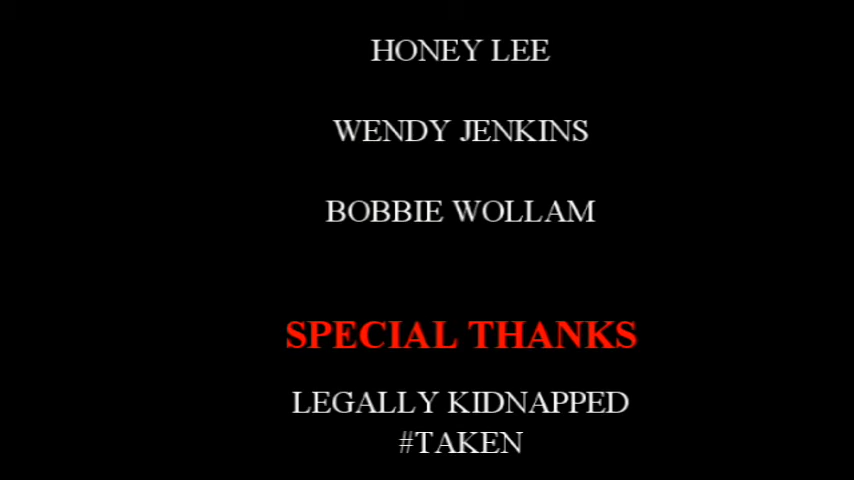 HONEY LEE
WENDY JENKINS
BOBBIE WOLLAM
SPECIAL THANKS
LEGALLY KIDNAPPED
#TAKEN